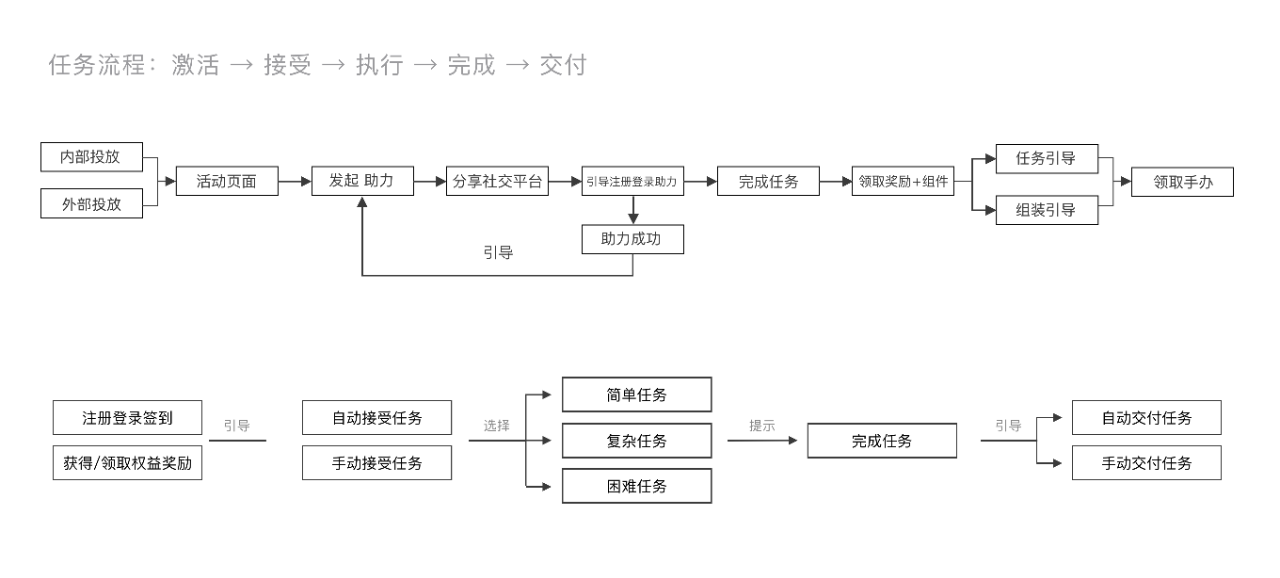 任务流程：激活 → 接受 → 执行 → 完成 → 交付
内部投放
外部投放
活动页面
发起 助力
分享社交平台
引导注册登录助力
完成任务
领取奖励+组件
任务引导
组装引导
领取手办
助力成功
引导
注册登录签到
获得/领取权益奖励
引导
自动接受任务
手动接受任务
选择
简单任务
复杂任务
困难任务
提示
完成任务
引导
自动交付任务
手动交付任务